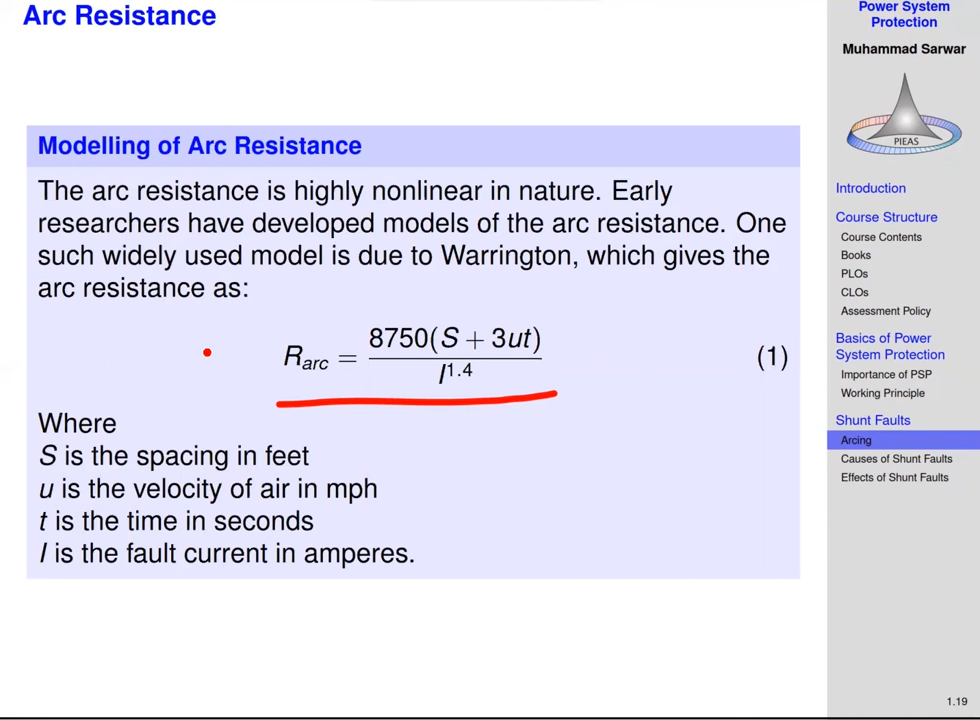 Arc Resistance
Modelling of Arc Resistance
The arc resistance is highly nonlinear in nature. Early
researchers have developed models of the arc resistance. One
such widely used model is due to Warrington, which gives the
arc resistance as:
R_arc = 8750(S + 3ut) / I^1.4 (1)
Where
S is the spacing in feet
u is the velocity of air in mph
t is the time in seconds
I is the fault current in amperes.
Power System
Protection
Muhammad Sarwar
PIEAS
Introduction
Course Structure
Course Contents
Books
PLOs
CLOs
Assessment Policy
Basics of Power
System Protection
Importance of PSP
Working Principle
Shunt Faults
Arcing
Causes of Shunt Faults
Effects of Shunt Faults
1.19